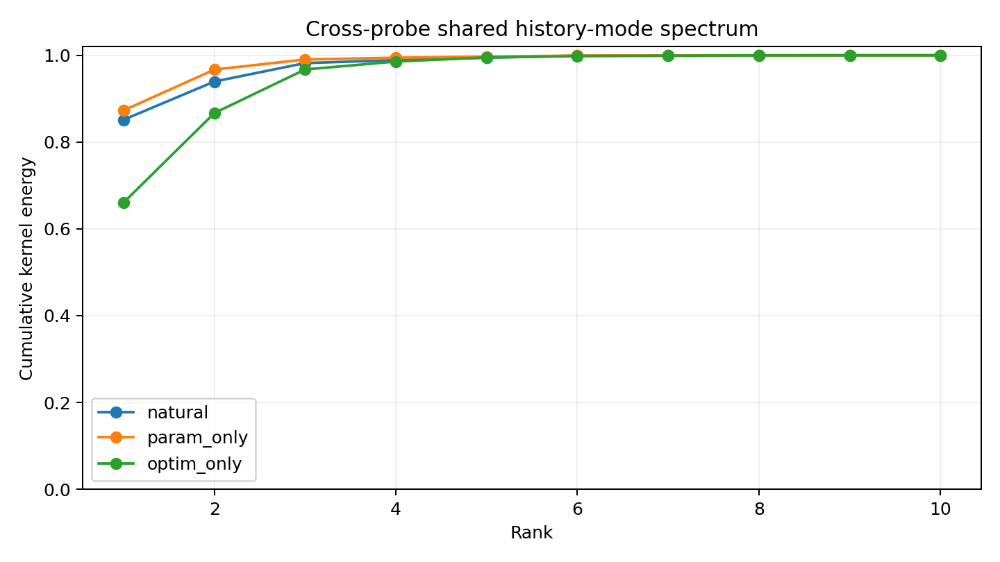 Cross-probe shared history-mode spectrum
Cumulative kernel energy
1.0
0.8
0.6
0.4
0.2
0.0
natural
param_only
optim_only
2 4 6 8 10
Rank